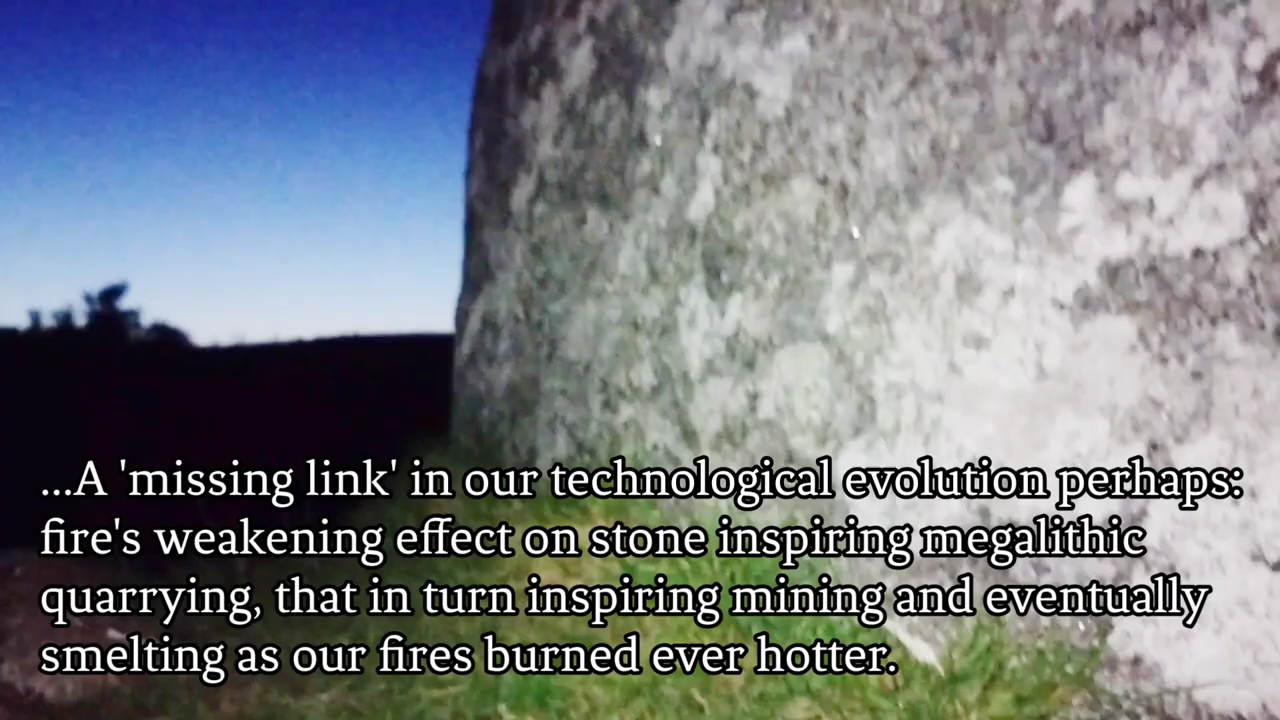 ...A 'missing link' in our technological evolution perhaps:
fire's weakening effect on stone inspiring megalithic
quarrying, that in turn inspiring mining and eventually
smelting as our fires burned ever hotter.